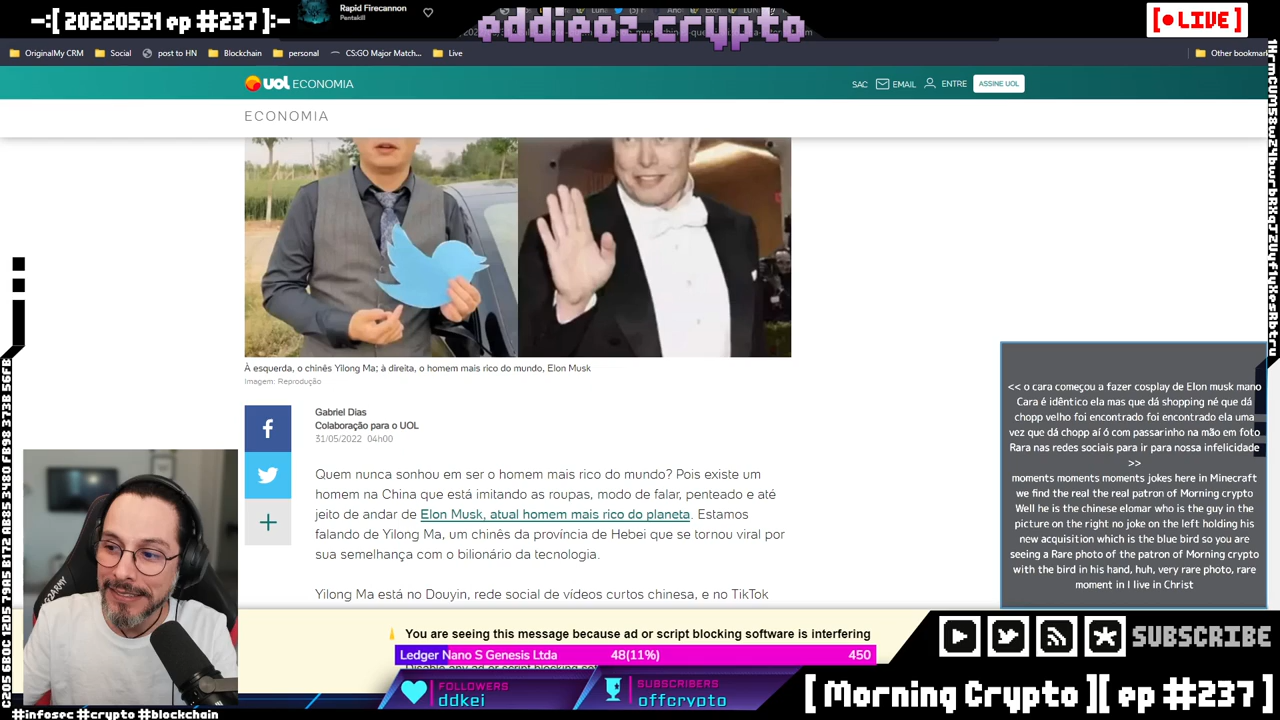 -:[ 20220531 ep #237 ]:-
Rapid Firecannon
Pentakill
eddieoz.crypto
[ • LIVE ]
OriginalMy CRM
Social
post to HN
Blockchain
personal
CS:GO Major Match...
Live
Other bookmar
UOL ECONOMIA
SAC
EMAIL
ENTRE
ASSINE UOL
ECONOMIA
À esquerda, o chinês Yilong Ma; à direita, o homem mais rico do mundo, Elon Musk
Imagem: Reprodução
Gabriel Dias
Colaboração para o UOL
31/05/2022 04h00
Quem nunca sonhou em ser o homem mais rico do mundo? Pois existe um
homem na China que está imitando as roupas, modo de falar, penteado e até
jeito de andar de Elon Musk, atual homem mais rico do planeta. Estamos
falando de Yilong Ma, um chinês da província de Hebei que se tornou viral por
sua semelhança com o bilionário da tecnologia.
Yilong Ma está no Douyin, rede social de vídeos curtos chinesa, e no TikTok
<< o cara começou a fazer cosplay de Elon musk mano
Cara é idêntico ela mas que dá shopping né que dá
chopp velho foi encontrado foi encontrado ela uma
vez que dá chopp aí ó com passarinho na mão em foto
Rara nas redes sociais para ir para nossa infelicidade
>>
moments moments moments jokes here in Minecraft
we find the real the real patron of Morning crypto
Well he is the chinese elomar who is the guy in the
picture on the right no joke on the left holding his
new acquisition which is the blue bird so you are
seeing a Rare photo of the patron of Morning crypto
with the bird in his hand, huh, very rare photo, rare
moment in I live in Christ
You are seeing this message because ad or script blocking software is interfering
Ledger Nano S Genesis Ltda 48(11%) 450
FOLLOWERS
ddkei
SUBSCRIBERS
offcrypto
SUBSCRIBE
[ Morning Crypto ][ ep #237 ]
#infosec #crypto #blockchain